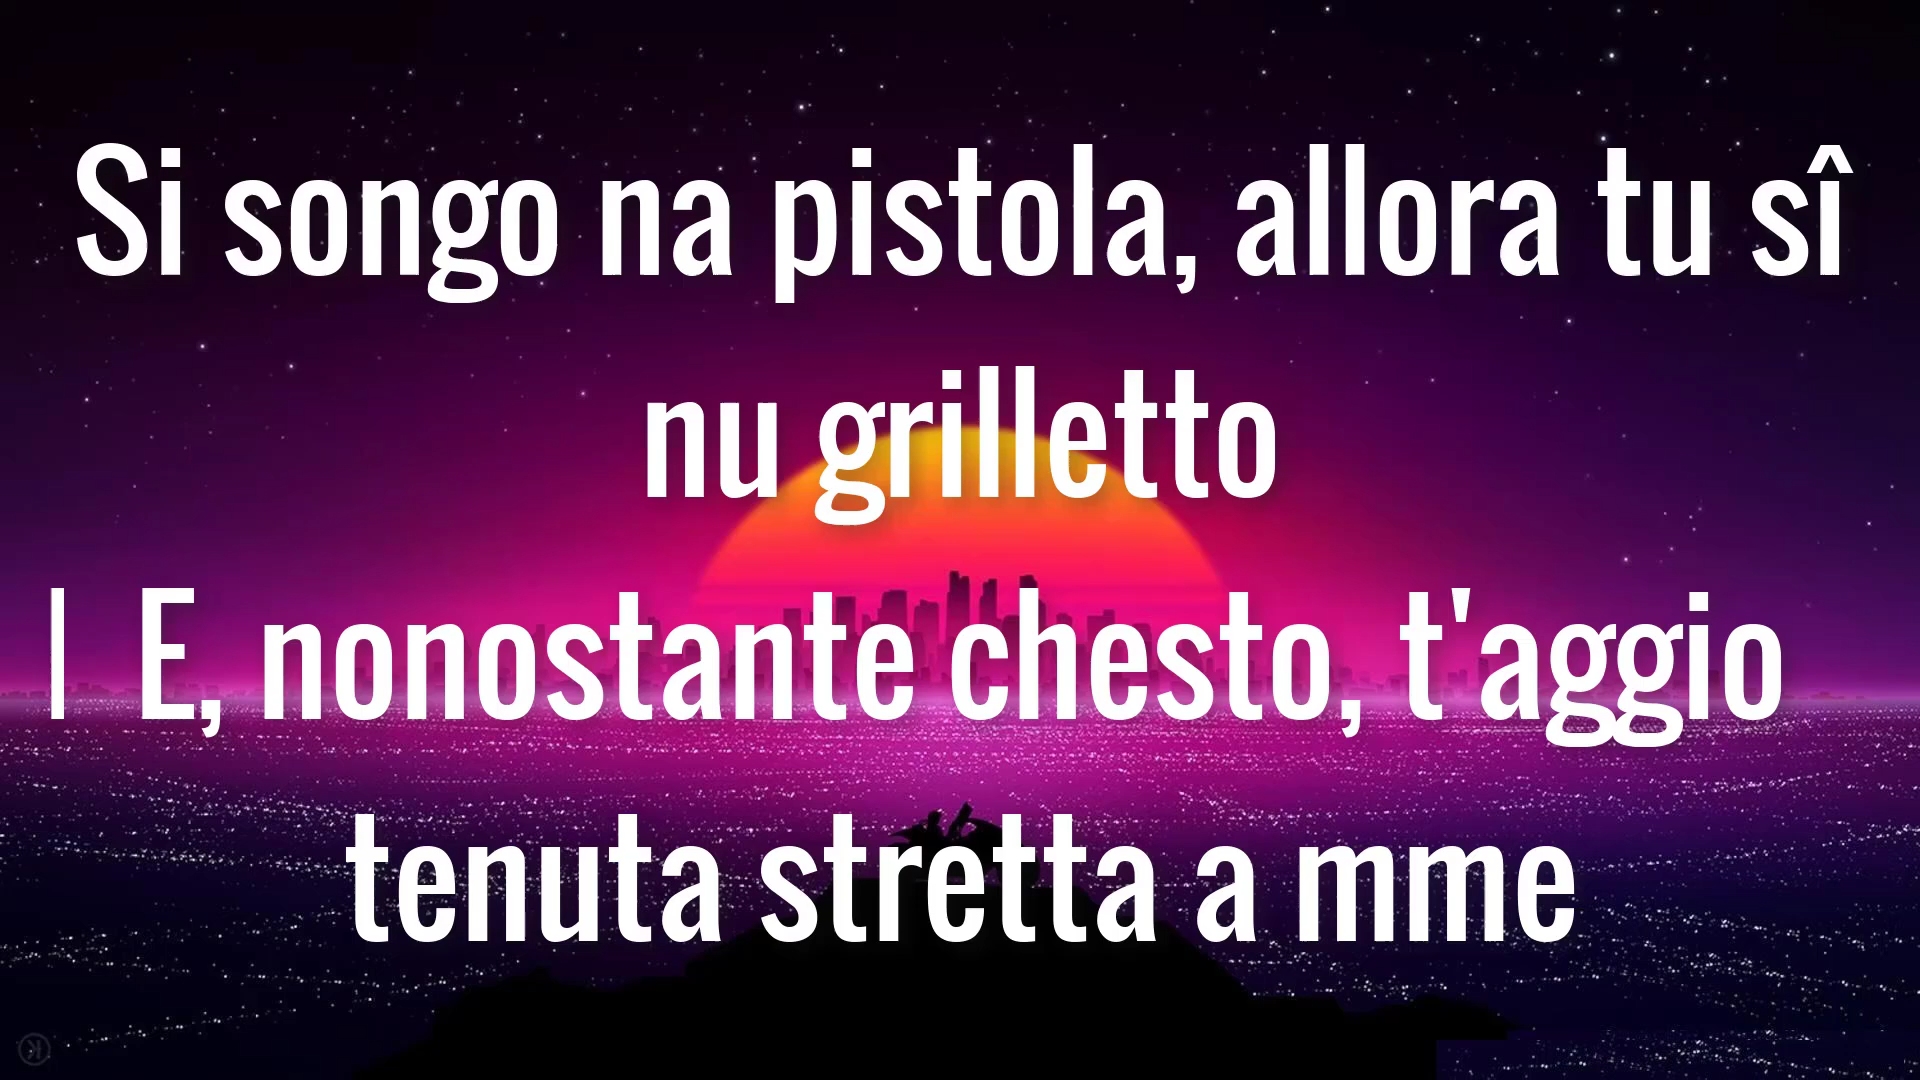 Si songo na pistola, allora tu sî
nu grilletto
| E, nonostante chesto, t'aggio
tenuta stretta a mme